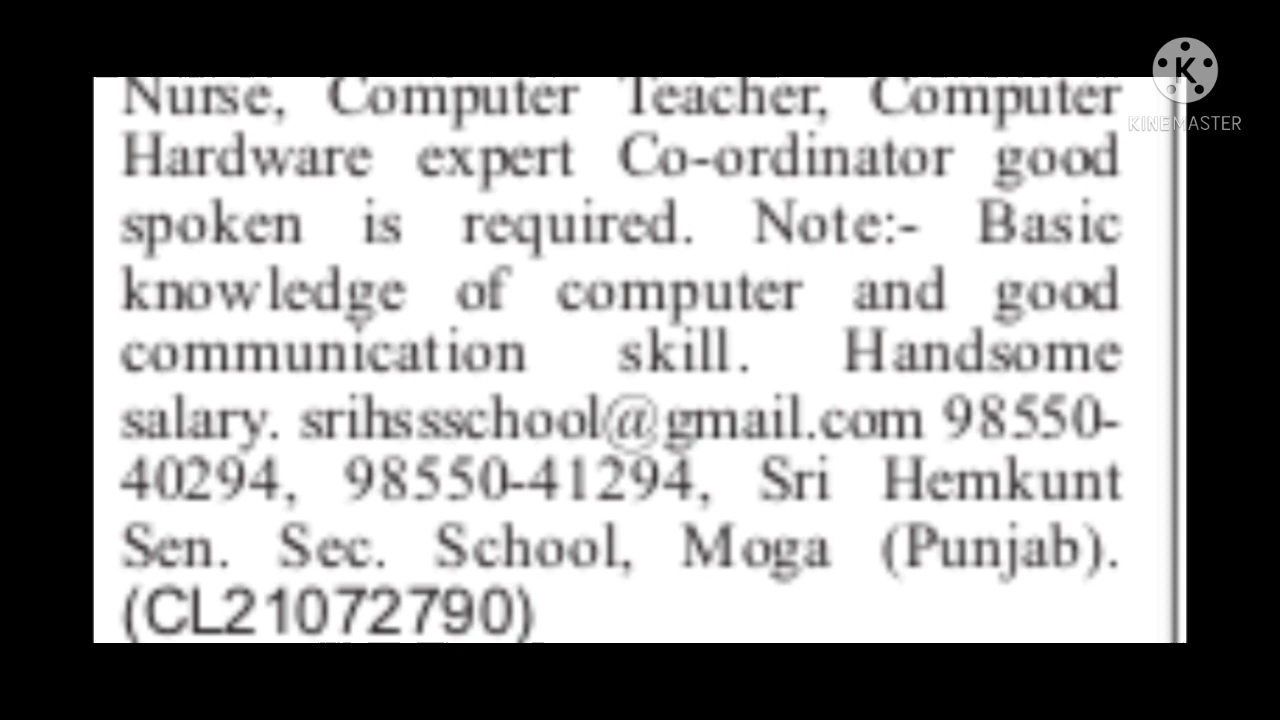 Nurse, Computer Teacher, Computer
Hardware expert Co-ordinator good
spoken is required. Note:- Basic
knowledge of computer and good
communication skill. Handsome
salary. srihssschool@gmail.com 98550-
40294, 98550-41294, Sri Hemkunt
Sen. Sec. School, Moga (Punjab).
(CL21072790)
K
KINEMASTER